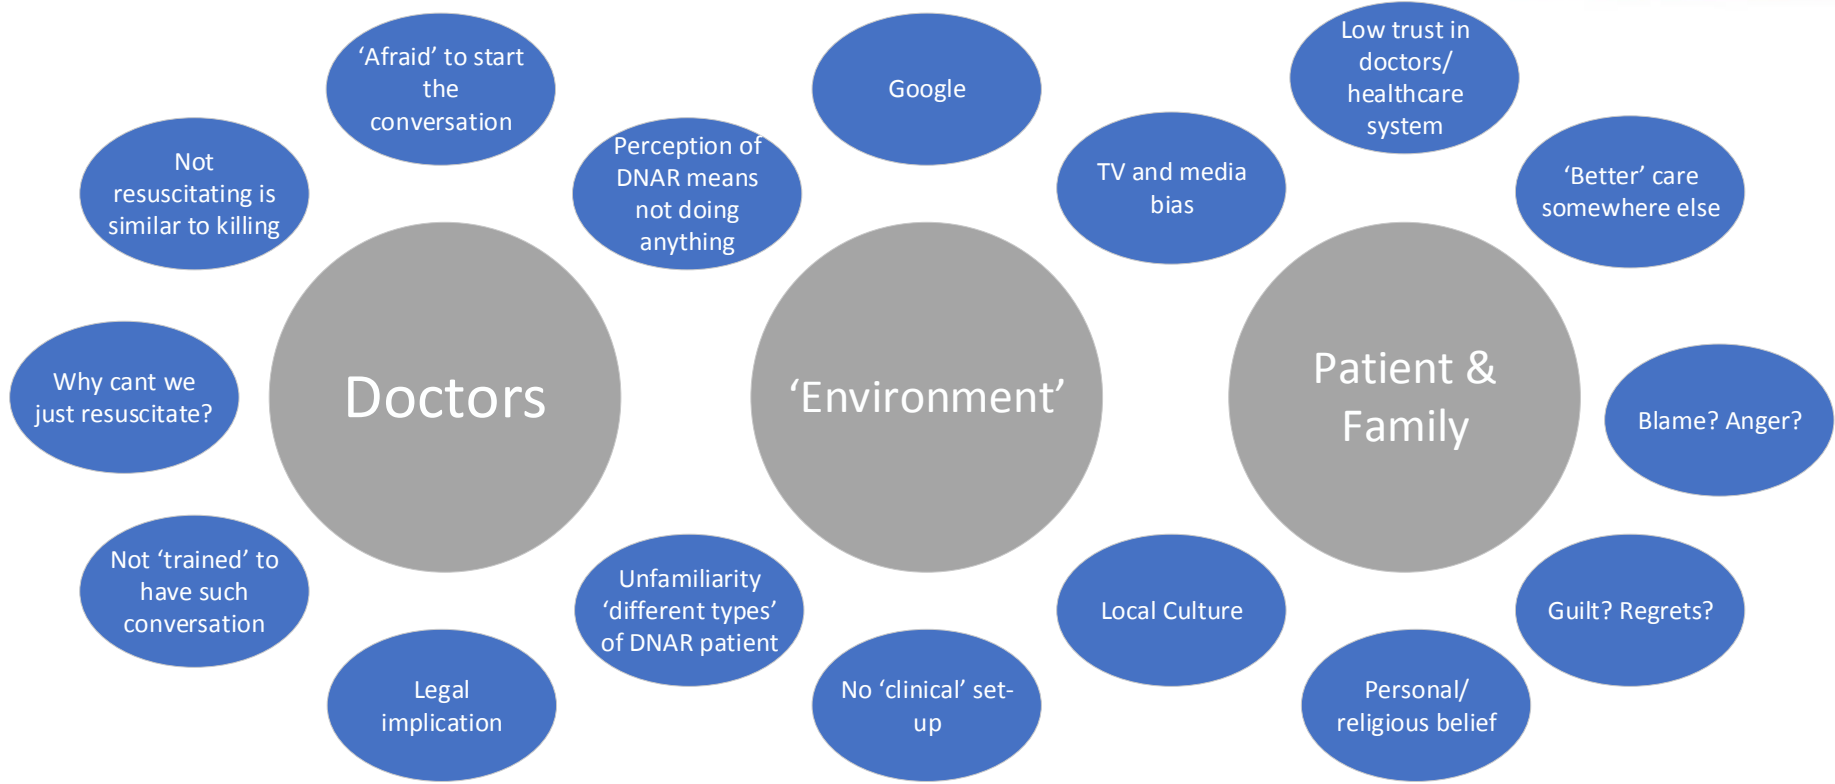 ‘Afraid’ to start
the
conversation
Google
Low trust in
doctors/
healthcare
system
Not
resuscitating is
similar to killing
Perception of
DNAR means
not doing
anything
TV and media
bias
‘Better’ care
somewhere else
Why cant we
just resuscitate?
Doctors
‘Environment’
Patient &
Family
Blame? Anger?
Not ‘trained’ to
have such
conversation
Unfamiliarity
‘different types’
of DNAR patient
Local Culture
Guilt? Regrets?
Legal
implication
No ‘clinical’ set-
up
Personal/
religious belief